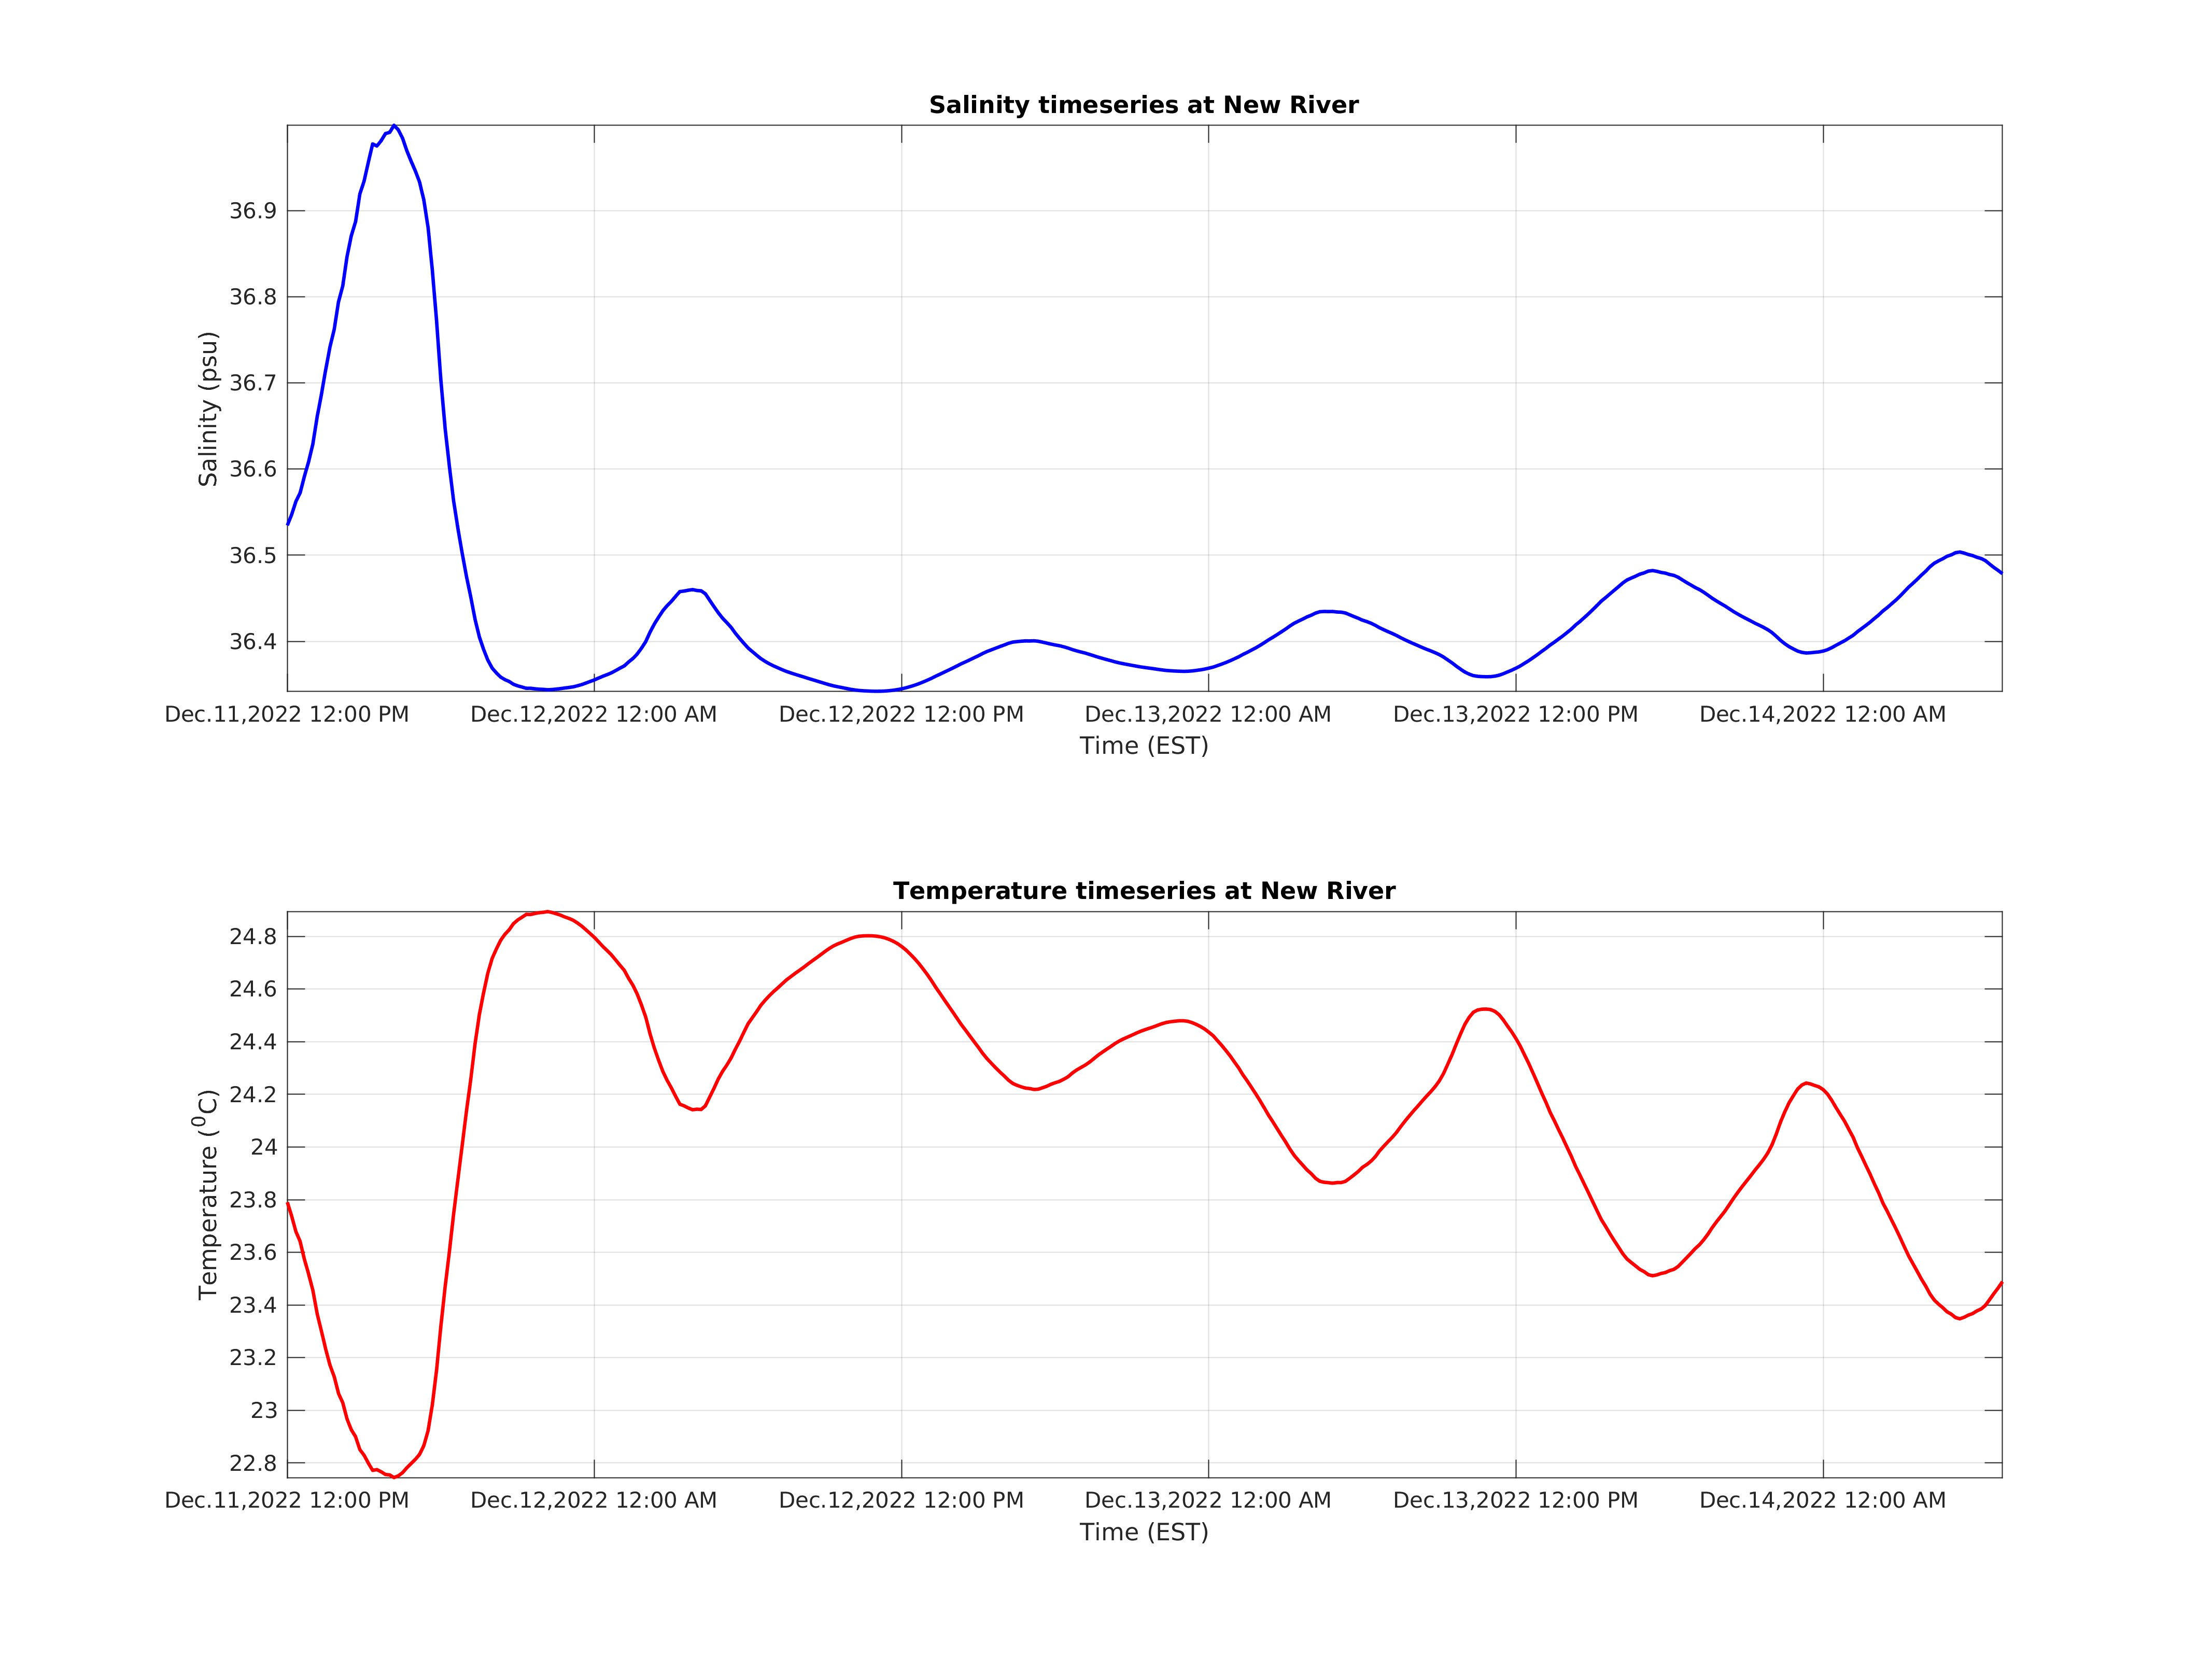 Salinity timeseries at New River
Salinity (psu)
36.9
36.8
36.7
36.6
36.5
36.4
Dec.11,2022 12:00 PM Dec.12,2022 12:00 AM Dec.12,2022 12:00 PM Dec.13,2022 12:00 AM Dec.13,2022 12:00 PM Dec.14,2022 12:00 AM
Time (EST)
Temperature timeseries at New River
Temperature (⁰C)
24.8
24.6
24.4
24.2
24
23.8
23.6
23.4
23.2
23
22.8
Dec.11,2022 12:00 PM Dec.12,2022 12:00 AM Dec.12,2022 12:00 PM Dec.13,2022 12:00 AM Dec.13,2022 12:00 PM Dec.14,2022 12:00 AM
Time (EST)